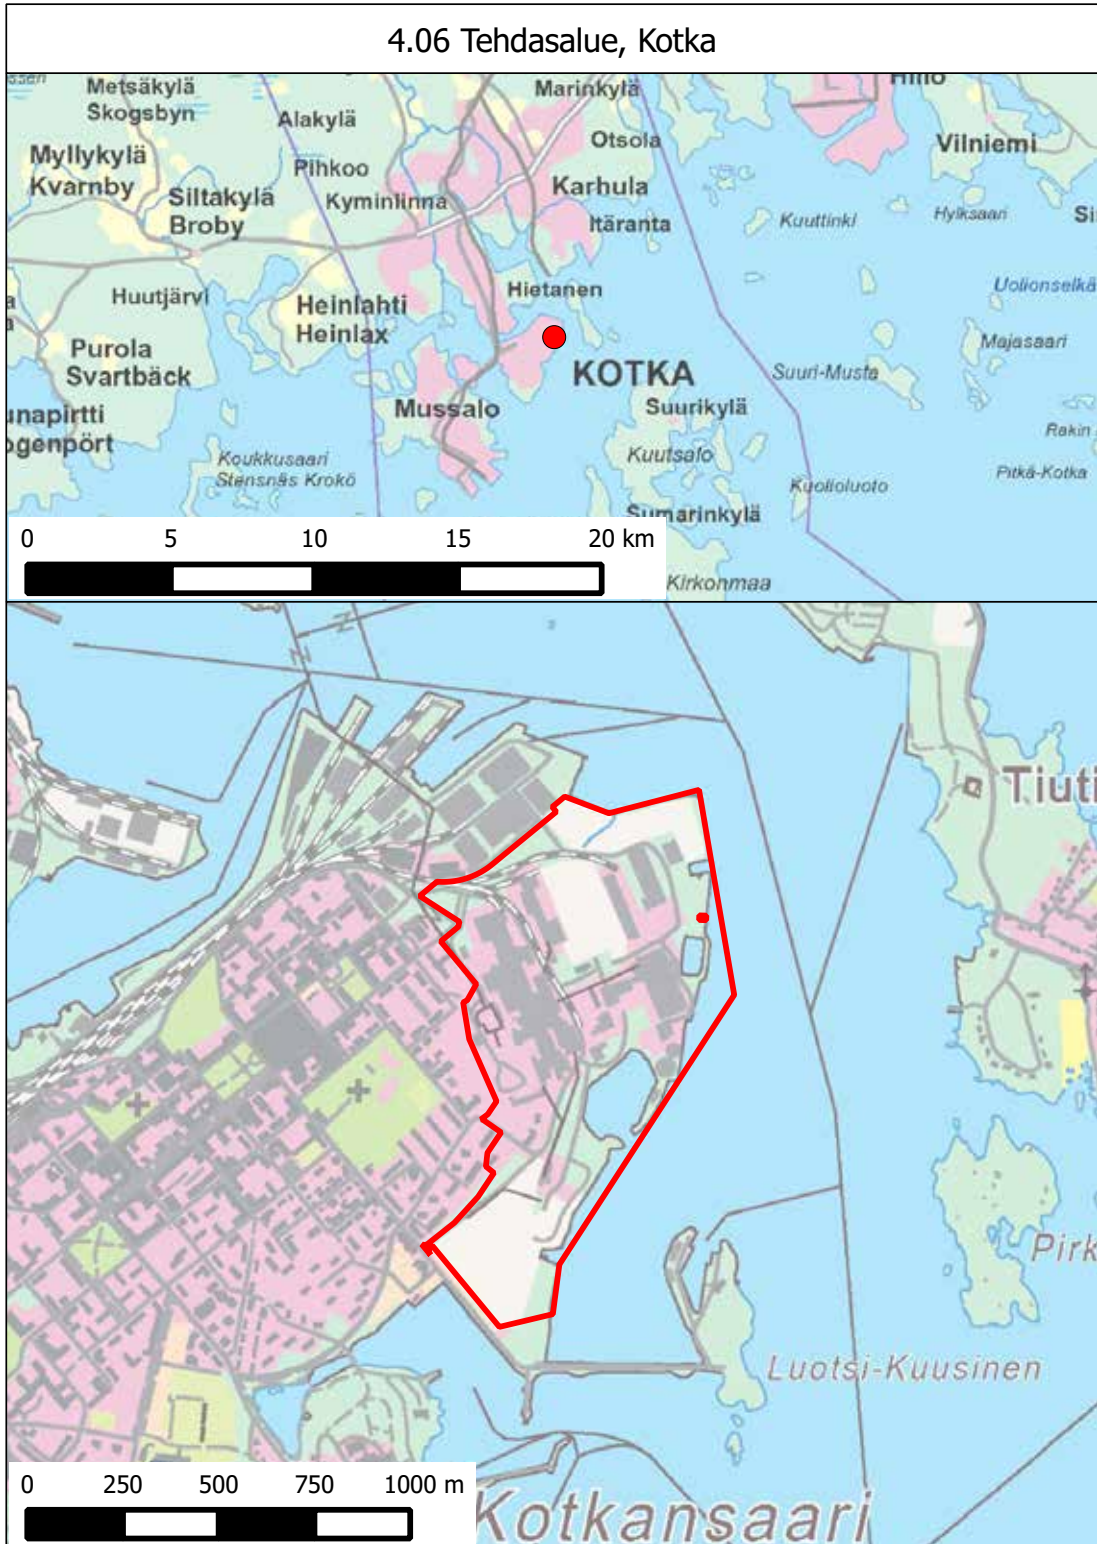 4.06 Tehdasalue, Kotka
Metsäkylä
Skogsbyn
Marinkylä
Alakylä
Otsola
Vilniemi
Myllykylä
Kvarnby
Pihkoo
Siltakylä
Broby
Kyminlinna
Karhula
Itäranta
Kuuttinki
Hylksaari
Huutjärvi
Hietanen
Uolionselkä
Heinlahti
Heinlax
Majasaari
Purola
Svartbäck
KOTKA
Suuri-Musta
Mussalo
Suurikylä
unapirtti
ogenpört
Kuutsalo
Rakin
Koukkusaari
Stensnäs Krokö
Pitkä-Kotka
Kuolioluoto
Sumarinkylä
0 5 10 15 20 km
Kirkonmaa
Tiuti
Pirk
Luotsi-Kuusinen
0 250 500 750 1000 m
Kotkansaari